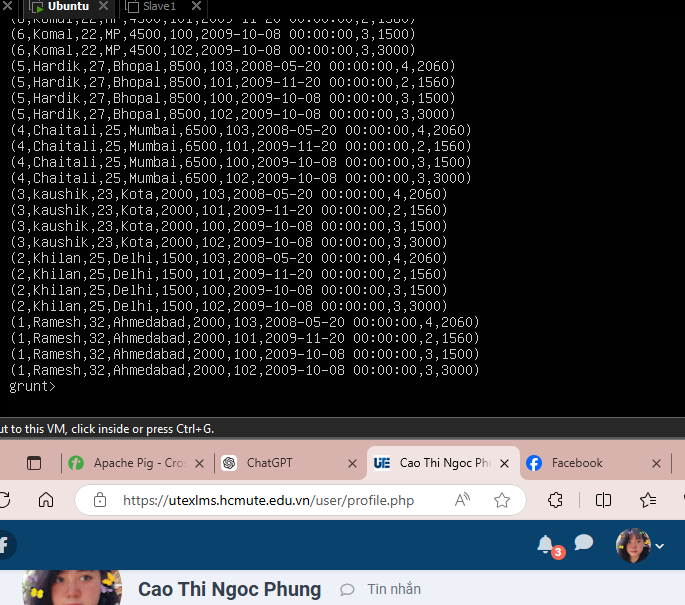 Ubuntu Slave1
(6,Komal,22,MP,4500,101,2009-11-20 00:00:00,2,1560)
(6,Komal,22,MP,4500,100,2009-10-08 00:00:00,3,1500)
(6,Komal,22,MP,4500,102,2009-10-08 00:00:00,3,3000)
(5,Hardik,27,Bhopal,8500,103,2008-05-20 00:00:00,4,2060)
(5,Hardik,27,Bhopal,8500,101,2009-11-20 00:00:00,2,1560)
(5,Hardik,27,Bhopal,8500,100,2009-10-08 00:00:00,3,1500)
(5,Hardik,27,Bhopal,8500,102,2009-10-08 00:00:00,3,3000)
(4,Chaitali,25,Mumbai,6500,103,2008-05-20 00:00:00,4,2060)
(4,Chaitali,25,Mumbai,6500,101,2009-11-20 00:00:00,2,1560)
(4,Chaitali,25,Mumbai,6500,100,2009-10-08 00:00:00,3,1500)
(4,Chaitali,25,Mumbai,6500,102,2009-10-08 00:00:00,3,3000)
(3,kaushik,23,Kota,2000,103,2008-05-20 00:00:00,4,2060)
(3,kaushik,23,Kota,2000,101,2009-11-20 00:00:00,2,1560)
(3,kaushik,23,Kota,2000,100,2009-10-08 00:00:00,3,1500)
(3,kaushik,23,Kota,2000,102,2009-10-08 00:00:00,3,3000)
(2,Khilan,25,Delhi,1500,103,2008-05-20 00:00:00,4,2060)
(2,Khilan,25,Delhi,1500,101,2009-11-20 00:00:00,2,1560)
(2,Khilan,25,Delhi,1500,100,2009-10-08 00:00:00,3,1500)
(2,Khilan,25,Delhi,1500,102,2009-10-08 00:00:00,3,3000)
(1,Ramesh,32,Ahmedabad,2000,103,2008-05-20 00:00:00,4,2060)
(1,Ramesh,32,Ahmedabad,2000,101,2009-11-20 00:00:00,2,1560)
(1,Ramesh,32,Ahmedabad,2000,100,2009-10-08 00:00:00,3,1500)
(1,Ramesh,32,Ahmedabad,2000,102,2009-10-08 00:00:00,3,3000)
grunt>
ut to this VM, click inside or press Ctrl+G.
Apache Pig - Cros ChatGPT UTE Cao Thi Ngoc Ph Facebook
https://utexlms.hcmute.edu.vn/user/profile.php
3
Cao Thi Ngoc Phung Tin nhắn